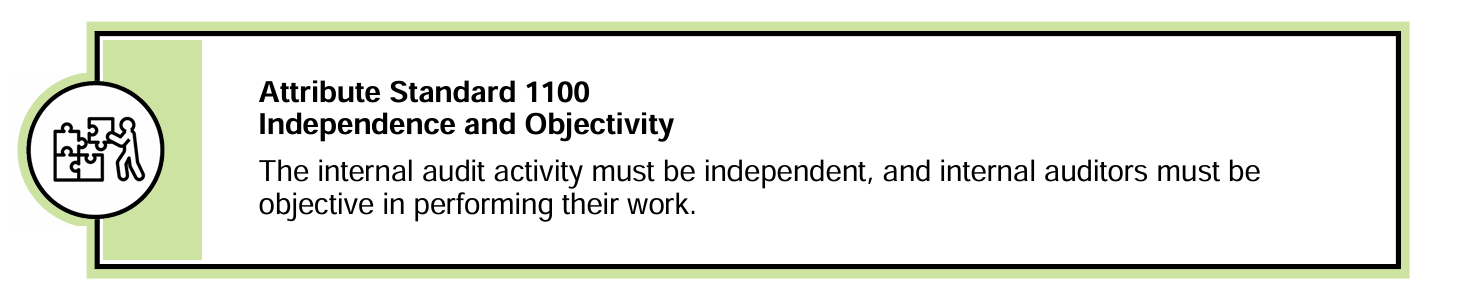 Attribute Standard 1100
Independence and Objectivity
The internal audit activity must be independent, and internal auditors must be
objective in performing their work.